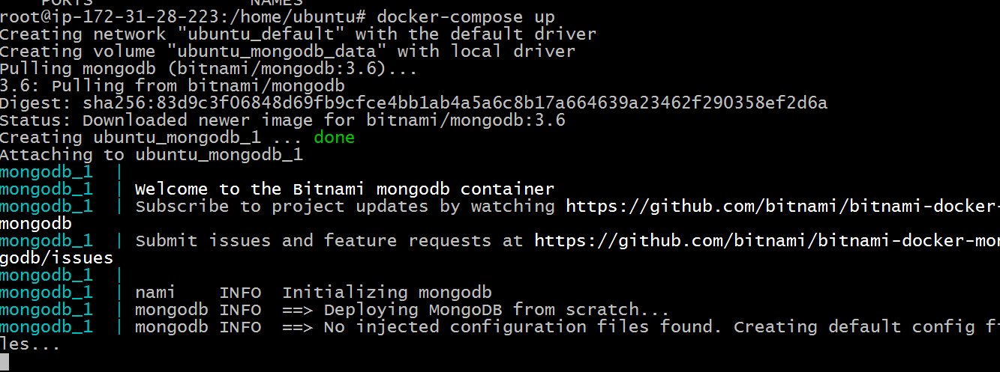 PORTS NAMES
root@ip-172-31-28-223:/home/ubuntu# docker-compose up
Creating network "ubuntu_default" with the default driver
Creating volume "ubuntu_mongodb_data" with local driver
Pulling mongodb (bitnami/mongodb:3.6)...
3.6: Pulling from bitnami/mongodb
Digest: sha256:83d9c3f06848d69fb9cfce4bb1ab4a5a6c8b17a664639a23462f290358ef2d6a
Status: Downloaded newer image for bitnami/mongodb:3.6
Creating ubuntu_mongodb_1 ... done
Attaching to ubuntu_mongodb_1
mongodb_1 |
mongodb_1 | Welcome to the Bitnami mongodb container
mongodb_1 | Subscribe to project updates by watching https://github.com/bitnami/bitnami-docker-
mongodb
mongodb_1 | Submit issues and feature requests at https://github.com/bitnami/bitnami-docker-mon
godb/issues
mongodb_1 |
mongodb_1 | nami INFO Initializing mongodb
mongodb_1 | mongodb INFO ==> Deploying MongoDB from scratch...
mongodb_1 | mongodb INFO ==> No injected configuration files found. Creating default config fi
les...